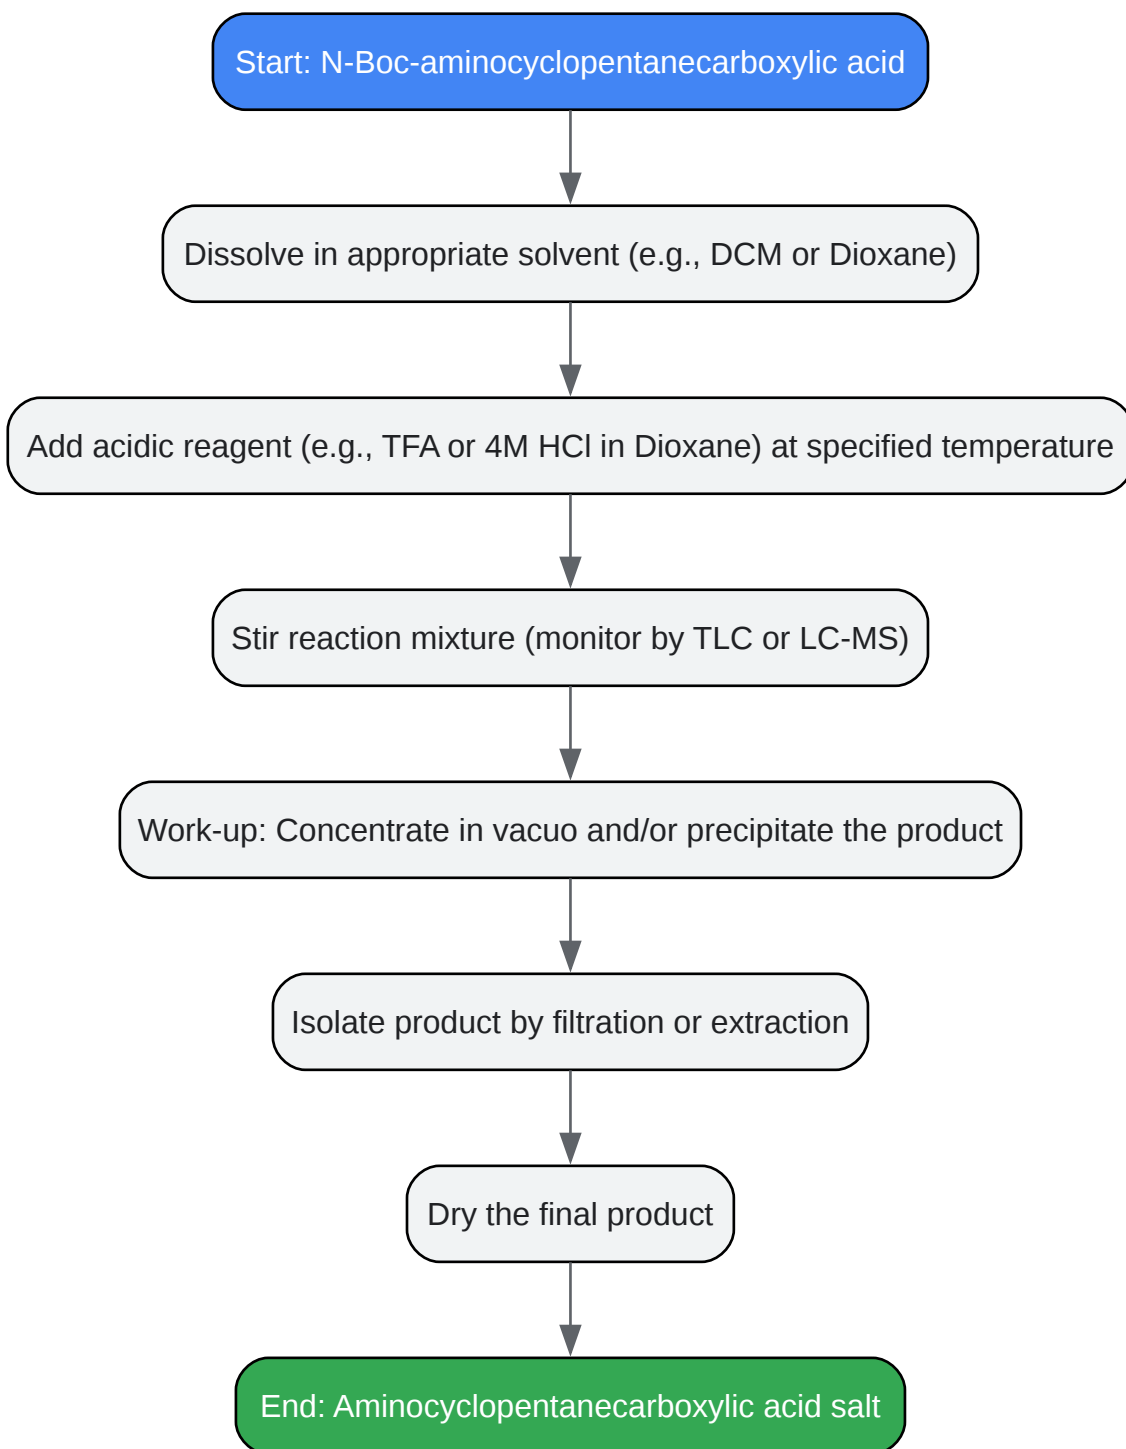 Start: N-Boc-aminocyclopentanecarboxylic acid
Dissolve in appropriate solvent (e.g., DCM or Dioxane)
Add acidic reagent (e.g., TFA or 4M HCl in Dioxane) at specified temperature
Stir reaction mixture (monitor by TLC or LC-MS)
Work-up: Concentrate in vacuo and/or precipitate the product
Isolate product by filtration or extraction
Dry the final product
End: Aminocyclopentanecarboxylic acid salt